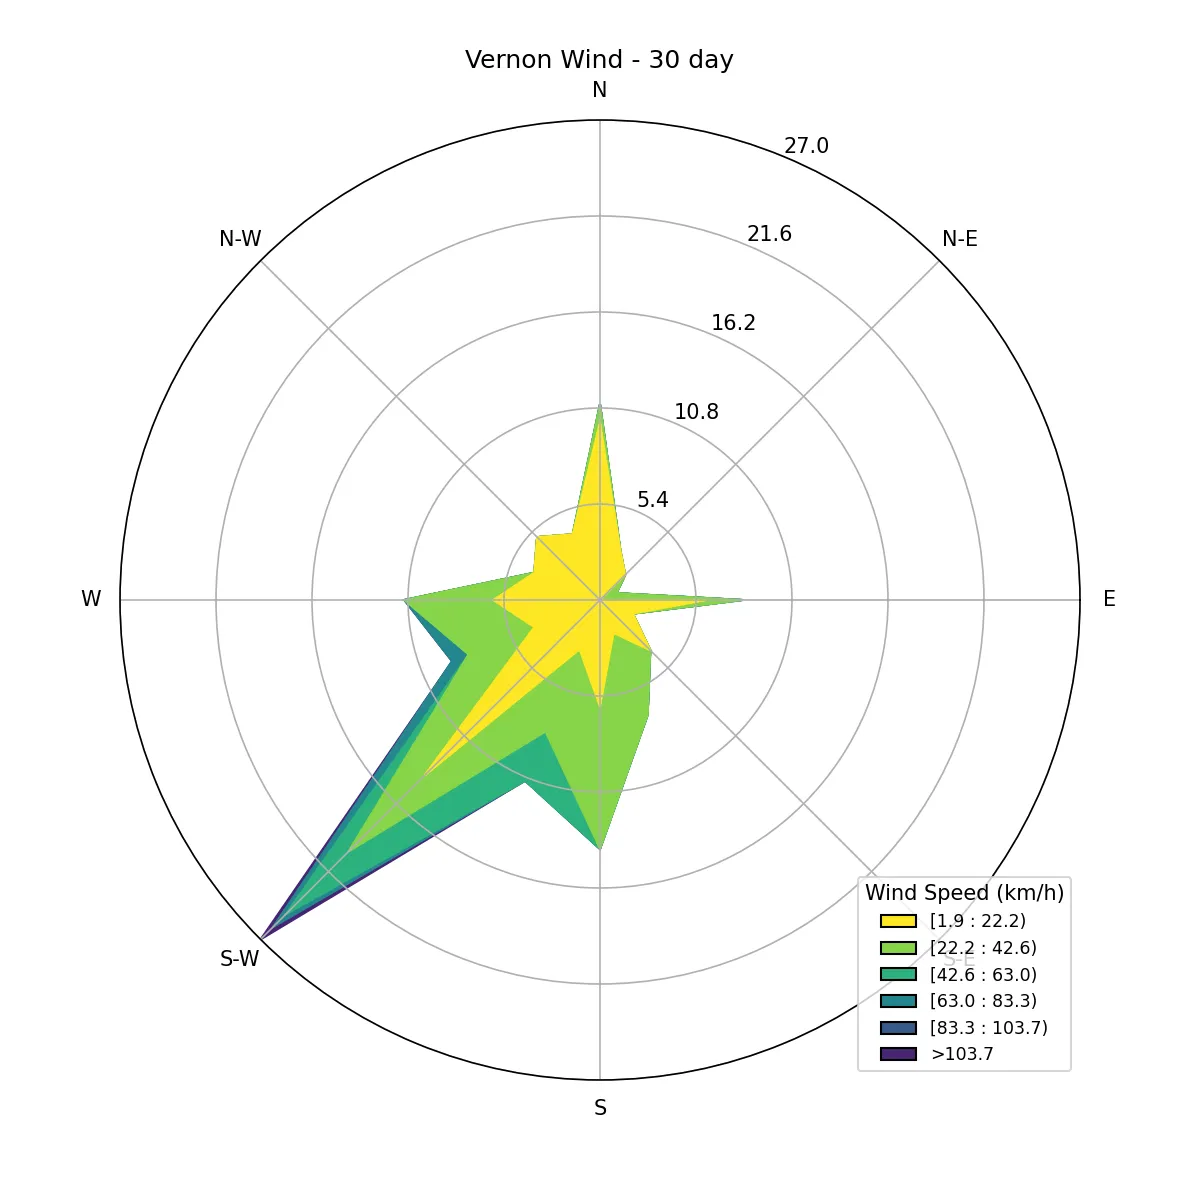 Vernon Wind - 30 day
N
27.0
N-W
N-E
21.6
16.2
10.8
5.4
W
E
S-W
S-E
Wind Speed (km/h)
[1.9 : 22.2)
[22.2 : 42.6)
[42.6 : 63.0)
[63.0 : 83.3)
[83.3 : 103.7)
>103.7
S